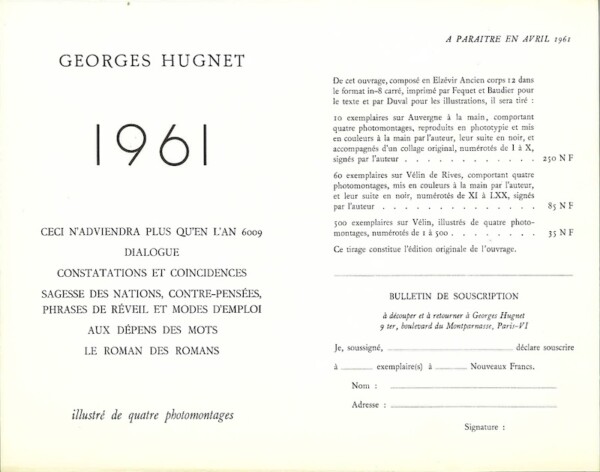 GEORGES HUGNET
1961
CECI N'ADVIENDRA PLUS QU'EN L'AN 6009
DIALOGUE
CONSTATATIONS ET COINCIDENCES
SAGESSE DES NATIONS, CONTRE-PENSÉES,
PHRASES DE RÉVEIL ET MODES D'EMPLOI
AUX DÉPENS DES MOTS
LE ROMAN DES ROMANS
illustré de quatre photomontages
A PARAITRE EN AVRIL 1961
De cet ouvrage, composé en Elzévir Ancien corps 12 dans
le format in-8 carré, imprimé par Fequet et Baudier pour
le texte et par Duval pour les illustrations, il sera tiré :
10 exemplaires sur Auvergne à la main, comportant
quatre photomontages, reproduits en phototypie et mis
en couleurs à la main par l'auteur, leur suite en noir, et
accompagnés d'un collage original, numérotés de I à X,
signés par l'auteur . . . . . . . . . . . 250 N F
60 exemplaires sur Vélin de Rives, comportant quatre
photomontages, mis en couleurs à la main par l'auteur,
et leur suite en noir, numérotés de XI à LXX, signés
par l'auteur . . . . . . . . . . . . . 85 N F
500 exemplaires sur Vélin, illustrés de quatre photo-
montages, numérotés de 1 à 500 . . . . . . . 35 N F
Ce tirage constitue l'édition originale de l'ouvrage.
BULLETIN DE SOUSCRIPTION
à découper et à retourner à Georges Hugnet
9 ter, boulevard du Montparnasse, Paris-VI
Je, soussigné, déclare souscrire
à exemplaire(s) à Nouveaux Francs.
Nom :
Adresse :
Signature :